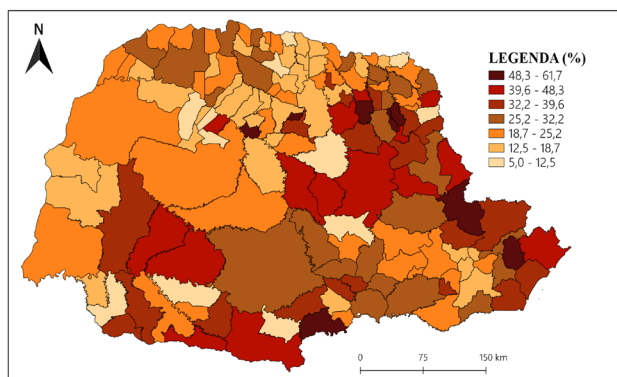 N
LEGENDA (%)
48,3 - 61,7
39,6 - 48,3
32,2 - 39,6
25,2 - 32,2
18,7 - 25,2
12,5 - 18,7
5,0 - 12,5
0 75 150 km